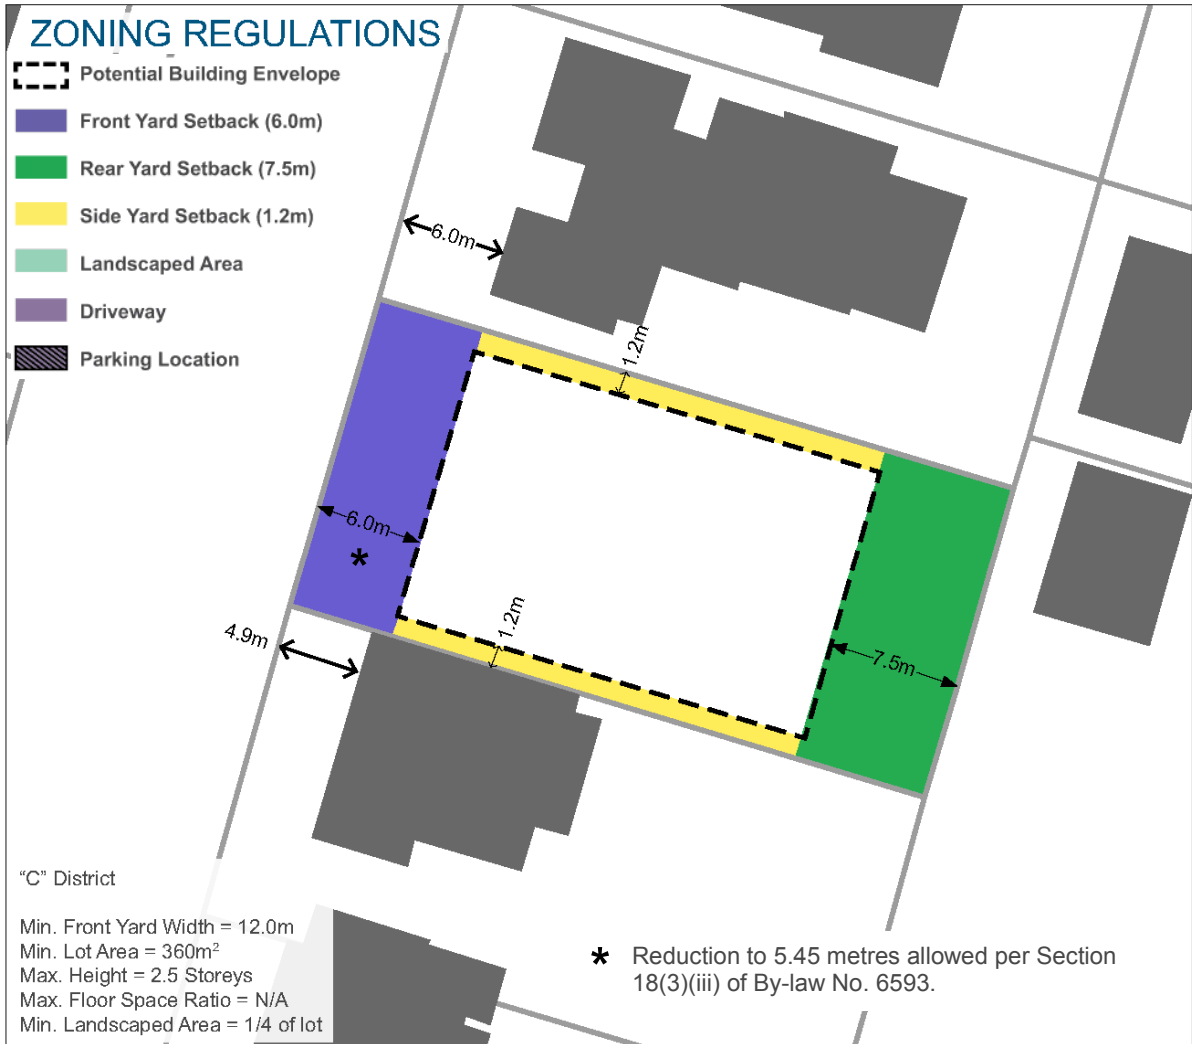 ZONING REGULATIONS
Potential Building Envelope
Front Yard Setback (6.0m)
Rear Yard Setback (7.5m)
Side Yard Setback (1.2m)
Landscaped Area
Driveway
Parking Location
6.0m
1.2m
6.0m
*
1.2m
4.9m
7.5m
“C” District
Min. Front Yard Width = 12.0m
Min. Lot Area = 360m²
Max. Height = 2.5 Storeys
Max. Floor Space Ratio = N/A
Min. Landscaped Area = 1/4 of lot
* Reduction to 5.45 metres allowed per Section
18(3)(iii) of By-law No. 6593.